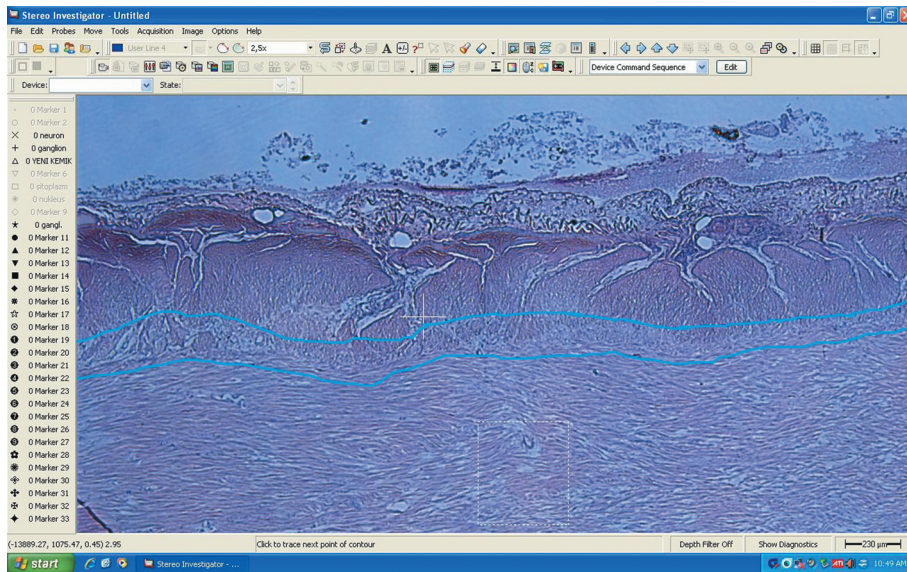 Stereo Investigator - Untitled
File Edit Probes Move Tools Acquisition Image Options Help
User Line 4 2,5x
Device Command Sequence Edit
Device: State:
0 Marker 1
0 Marker 2
0 neuron
0 ganglion
0 YENI KEMIK
0 Marker 6
0 sitoplazm
0 nukleus
0 Marker 9
0 gangl.
0 Marker 11
0 Marker 12
0 Marker 13
0 Marker 14
0 Marker 15
0 Marker 16
0 Marker 17
0 Marker 18
0 Marker 19
0 Marker 20
0 Marker 21
0 Marker 22
0 Marker 23
0 Marker 24
0 Marker 25
0 Marker 26
0 Marker 27
0 Marker 28
0 Marker 29
0 Marker 30
0 Marker 31
0 Marker 32
0 Marker 33
(-13889.27, 1075.47, 0.45) 2.95 Click to trace next point of contour Depth Filter Off Show Diagnostics 230 µm
start Stereo Investigator - ... ATI 10:49 AM